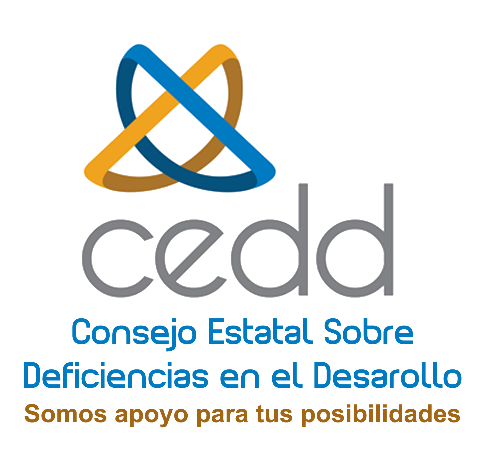 cedd
Consejo Estatal Sobre
Deficiencias en el Desarollo
Somos apoyo para tus posibilidades